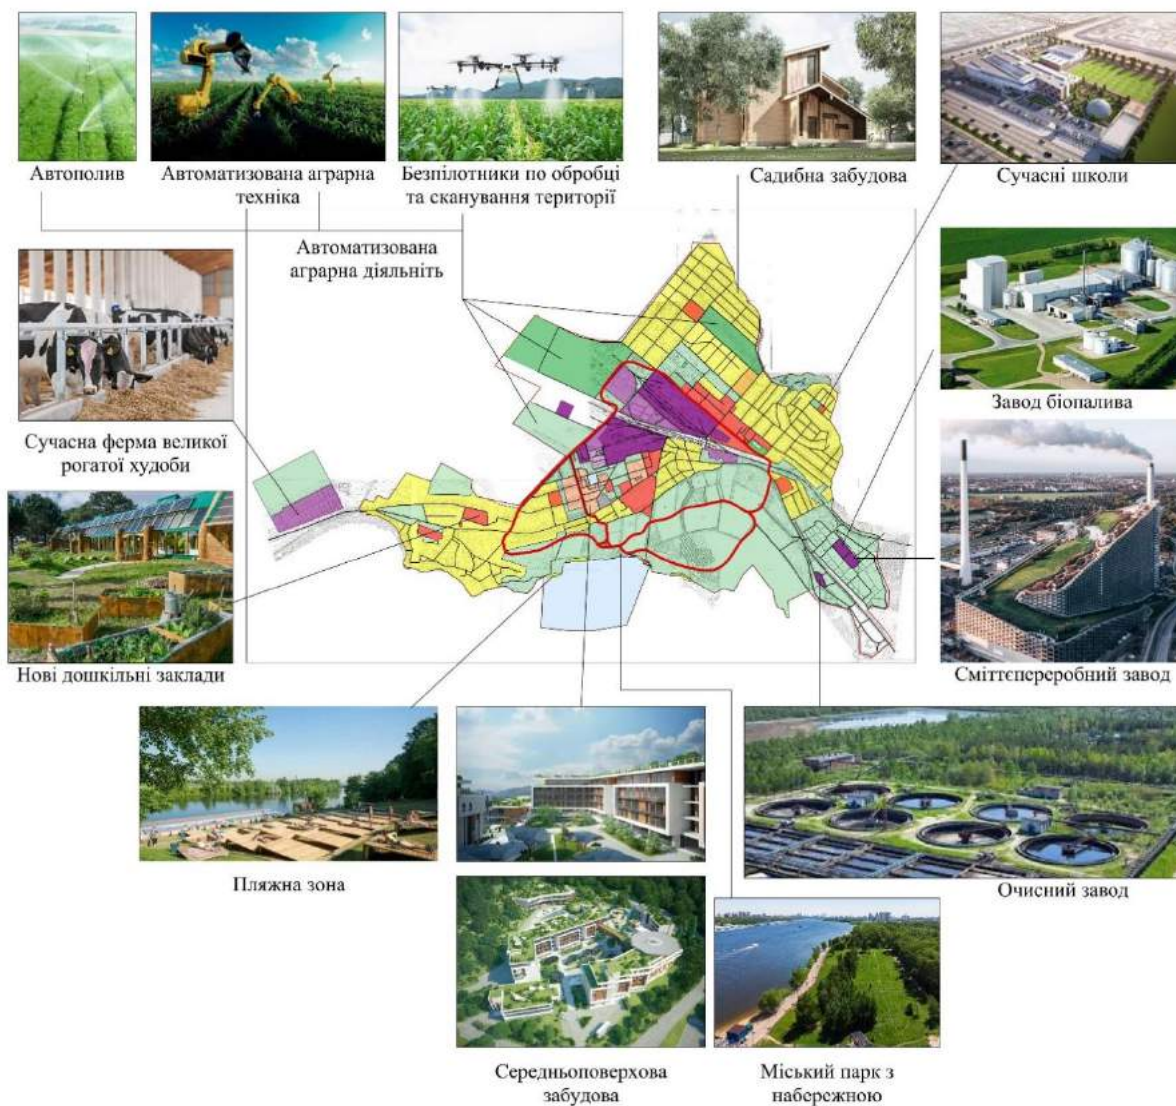 Автополив
Автоматизована аграрна
техніка
Безпілотники по обробці
та сканування території
Садибна забудова
Сучасні школи
Автоматизована
аграрна діяльніть
Завод біопалива
Сучасна ферма великої
рогатої худоби
Нові дошкільні заклади
Сміттєпереробний завод
Пляжна зона
Очисний завод
Середньоповерхова
забудова
Міський парк з
набережною